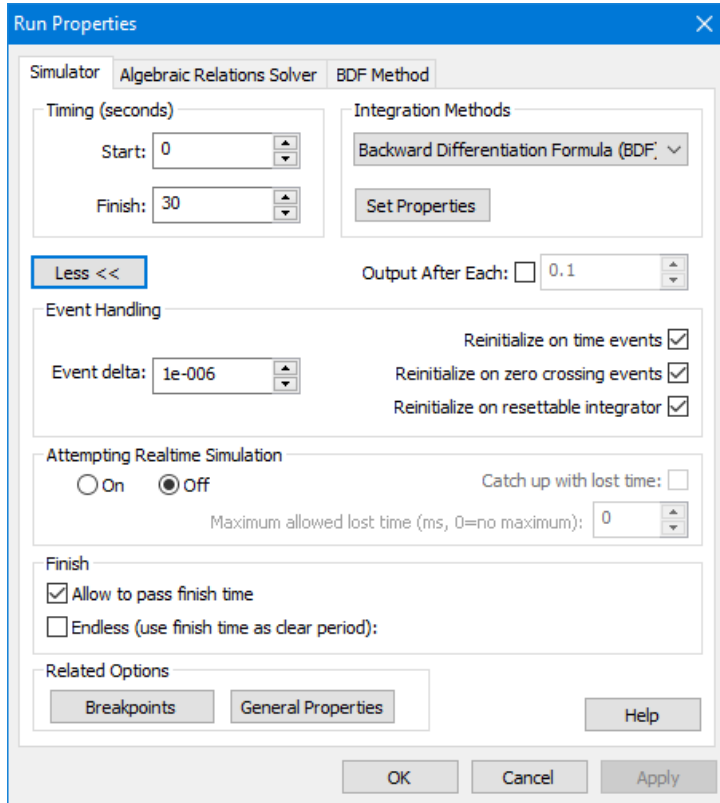 Run Properties
Simulator Algebraic Relations Solver BDF Method
Timing (seconds)
Start: 0
Finish: 30
Integration Methods
Backward Differentiation Formula (BDF)
Set Properties
Less <<
Output After Each: 0.1
Event Handling
Event delta: 1e-006
Reinitialize on time events
Reinitialize on zero crossing events
Reinitialize on resettable integrator
Attempting Realtime Simulation
On Off
Catch up with lost time:
Maximum allowed lost time (ms, 0=no maximum): 0
Finish
Allow to pass finish time
Endless (use finish time as clear period):
Related Options
Breakpoints General Properties
Help
OK Cancel Apply